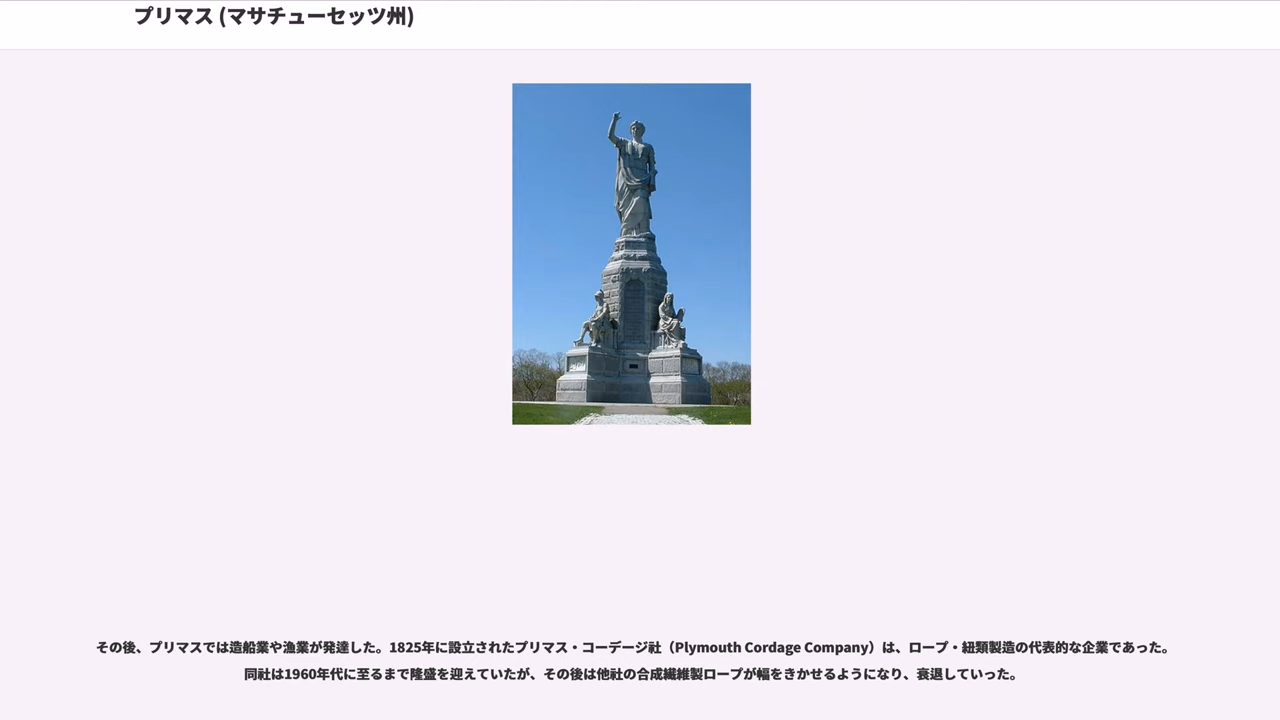 プリマス (マサチューセッツ州)
その後、プリマスでは造船業や漁業が発達した。1825年に設立されたプリマス・コーデージ社（Plymouth Cordage Company）は、ロープ・紐類製造の代表的な企業であった。
同社は1960年代に至るまで隆盛を迎えていたが、その後は他社の合成繊維製ロープが幅をきかせるようになり、衰退していった。